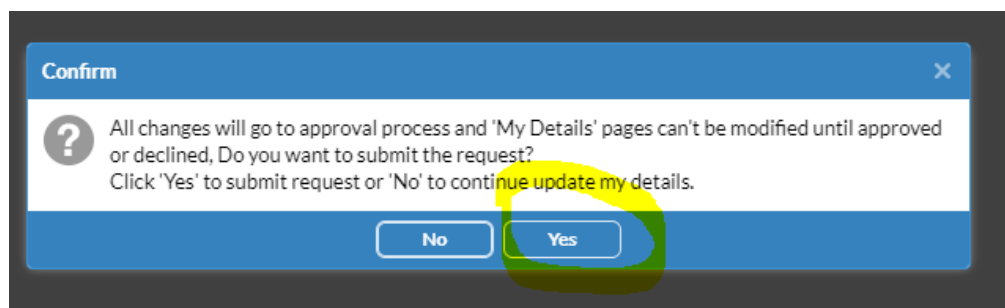 Confirm
All changes will go to approval process and 'My Details' pages can't be modified until approved
or declined, Do you want to submit the request?
Click 'Yes' to submit request or 'No' to continue update my details.
No Yes